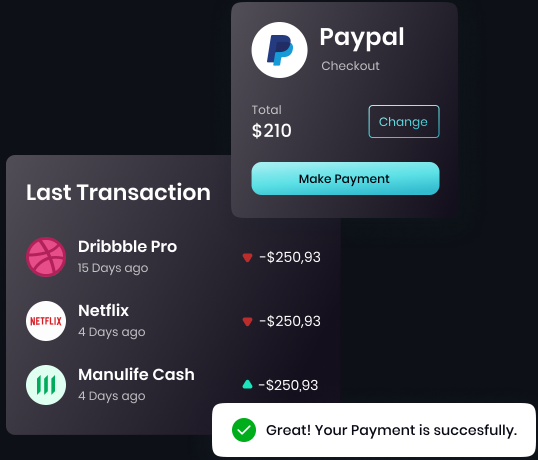 Paypal
Checkout
Total
$210
Change
Make Payment
Last Transaction
Dribbble Pro
15 Days ago
-$250,93
NETFLIX
Netflix
4 Days ago
-$250,93
Manulife Cash
4 Days ago
-$250,93
Great! Your Payment is succesfully.